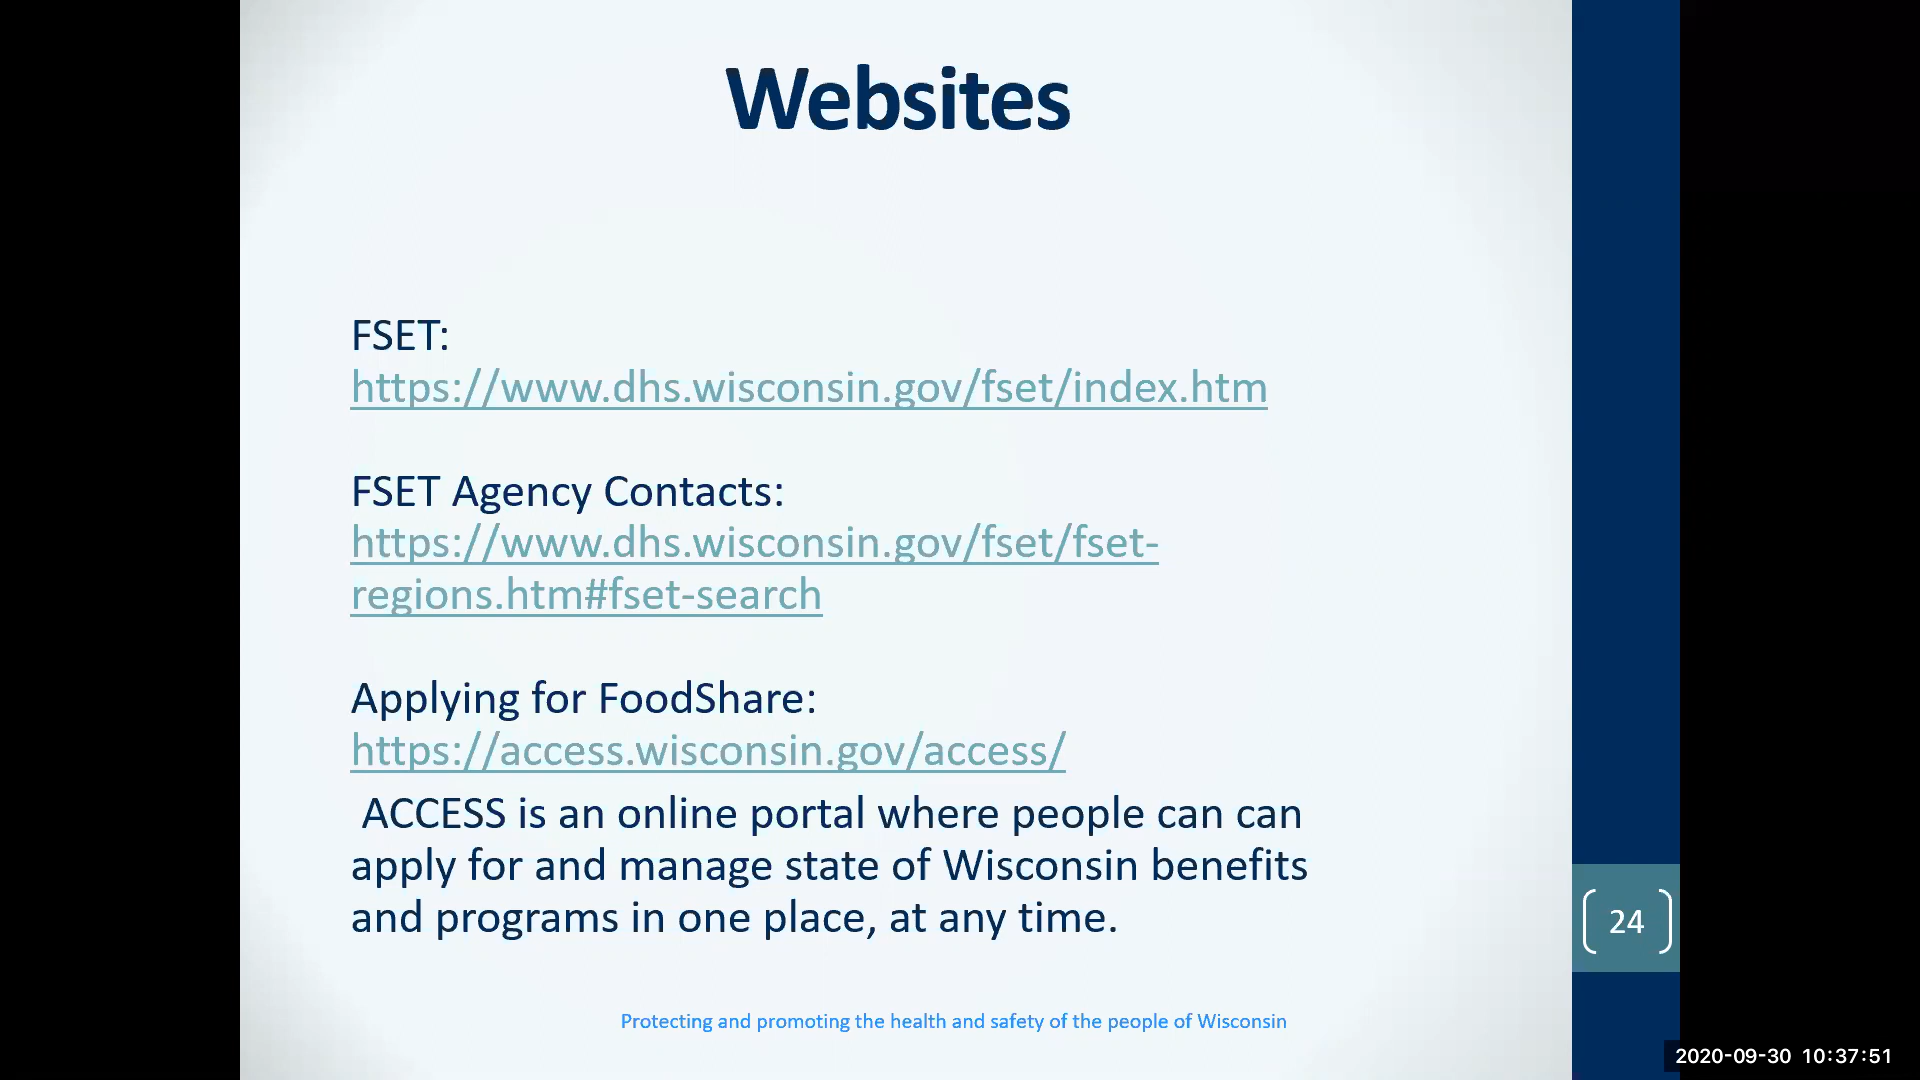 Websites
FSET:
https://www.dhs.wisconsin.gov/fset/index.htm
FSET Agency Contacts:
https://www.dhs.wisconsin.gov/fset/fset-
regions.htm#fset-search
Applying for FoodShare:
https://access.wisconsin.gov/access/
ACCESS is an online portal where people can can
apply for and manage state of Wisconsin benefits
and programs in one place, at any time.
24
Protecting and promoting the health and safety of the people of Wisconsin
2020-09-30 10:37:51